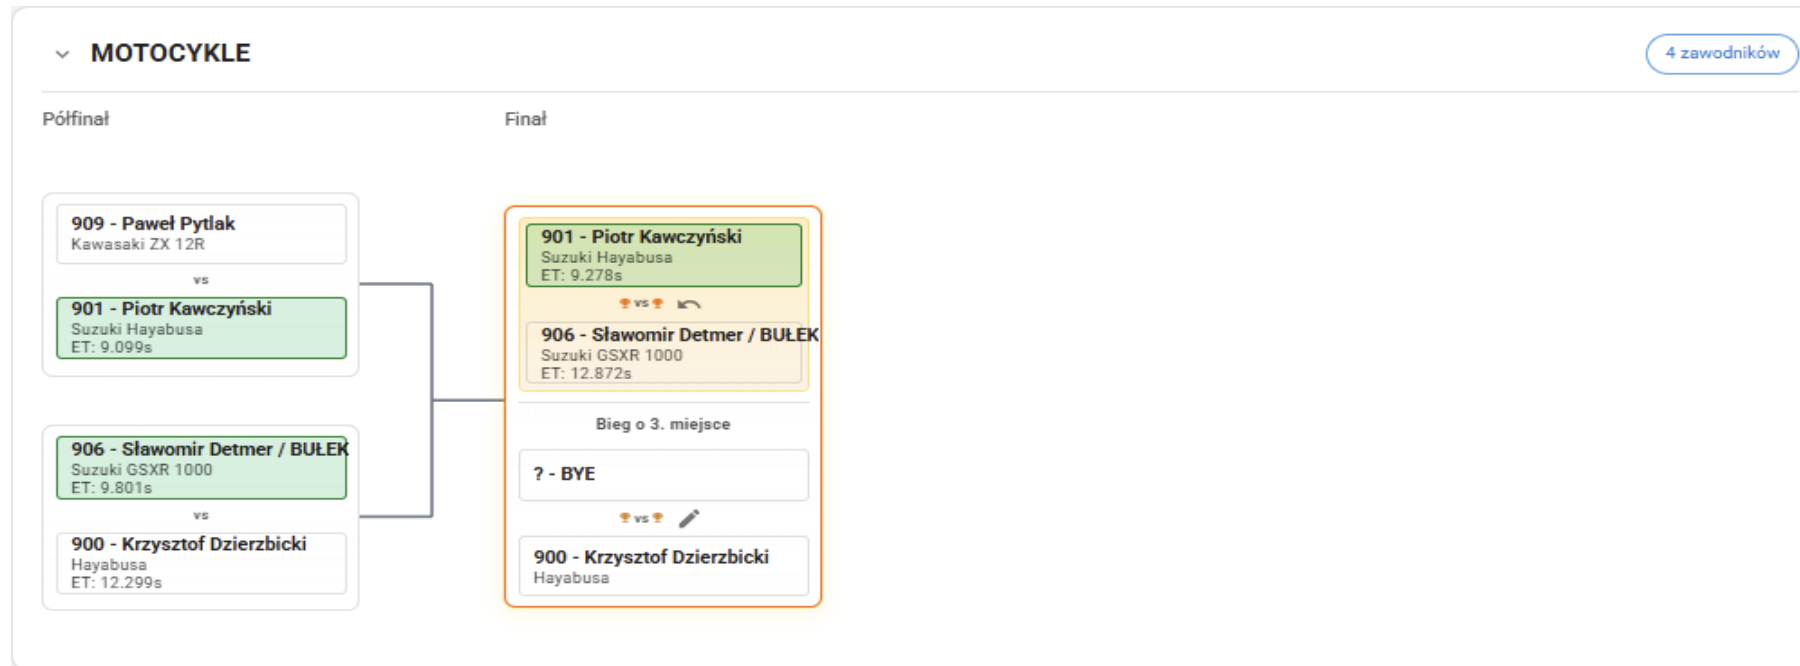 MOTOCYKLE
4 zawodników
Półfinał
Finał
909 - Paweł Pytlak
Kawasaki ZX 12R
vs
901 - Piotr Kawczyński
Suzuki Hayabusa
ET: 9.099s
906 - Sławomir Detmer / BUŁEK
Suzuki GSXR 1000
ET: 9.801s
vs
900 - Krzysztof Dzierzbicki
Hayabusa
ET: 12.299s
901 - Piotr Kawczyński
Suzuki Hayabusa
ET: 9.278s
vs
906 - Sławomir Detmer / BUŁEK
Suzuki GSXR 1000
ET: 12.872s
Bieg o 3. miejsce
? - BYE
vs
900 - Krzysztof Dzierzbicki
Hayabusa